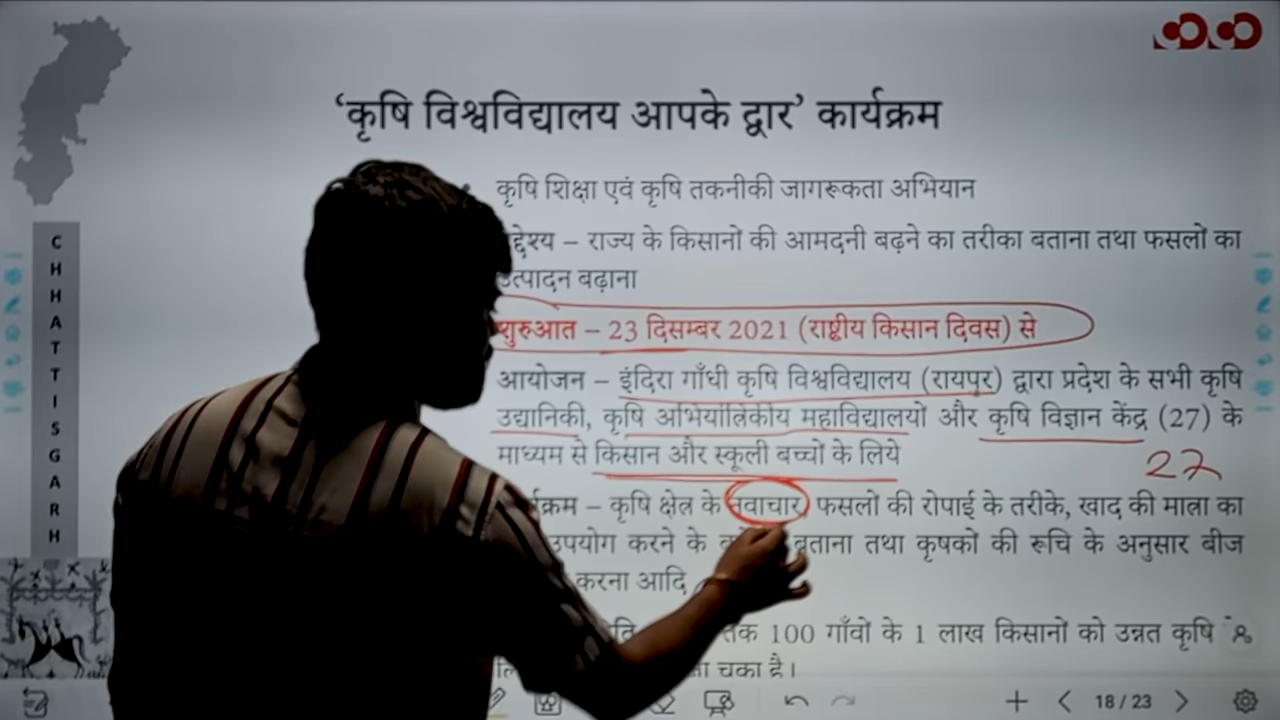 ‘कृषि विश्वविद्यालय आपके द्वार’ कार्यक्रम
कृषि शिक्षा एवं कृषि तकनीकी जागरूकता अभियान
द्देश्य – राज्य के किसानों की आमदनी बढ़ने का तरीका बताना तथा फसलों का
उत्पादन बढ़ाना
शुरुआत – 23 दिसम्बर 2021 (राष्ट्रीय किसान दिवस) से
आयोजन – इंदिरा गाँधी कृषि विश्वविद्यालय (रायपुर) द्वारा प्रदेश के सभी कृषि
उद्यानिकी, कृषि अभियांत्रिकीय महाविद्यालयों और कृषि विज्ञान केंद्र (27) के
माध्यम से किसान और स्कूली बच्चों के लिये
27
र्यक्रम – कृषि क्षेत्र के नवाचार, फसलों की रोपाई के तरीके, खाद की मात्रा का
उपयोग करने के बताना तथा कृषकों की रूचि के अनुसार बीज
करना आदि
तक 100 गाँवों के 1 लाख किसानों को उन्नत कृषि
चुका है।
CHHATTISGARH
18 / 23